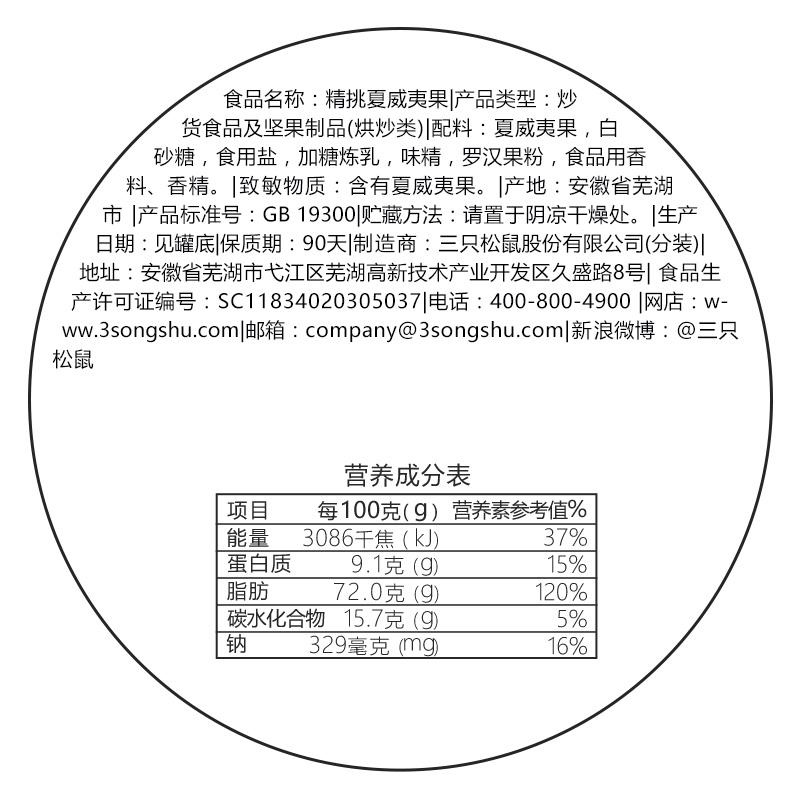 食品名称：精挑夏威夷果|产品类型：炒
货食品及坚果制品(烘炒类)|配料：夏威夷果，白
砂糖，食用盐，加糖炼乳，味精，罗汉果粉，食品用香
料、香精。|致敏物质：含有夏威夷果。|产地：安徽省芜湖
市 |产品标准号：GB 19300|贮藏方法：请置于阴凉干燥处。|生产
日期：见罐底|保质期：90天|制造商：三只松鼠股份有限公司(分装)|
地址：安徽省芜湖市弋江区芜湖高新技术产业开发区久盛路8号| 食品生
产许可证编号：SC11834020305037|电话：400-800-4900 |网店：w-
ww.3songshu.com|邮箱：company@3songshu.com|新浪微博：@三只
松鼠
营养成分表
项目 每100克(g) 营养素参考值%
能量 3086千焦 (kJ) 37%
蛋白质 9.1克 (g) 15%
脂肪 72.0克 (g) 120%
碳水化合物 15.7克 (g) 5%
钠 329毫克 (mg) 16%